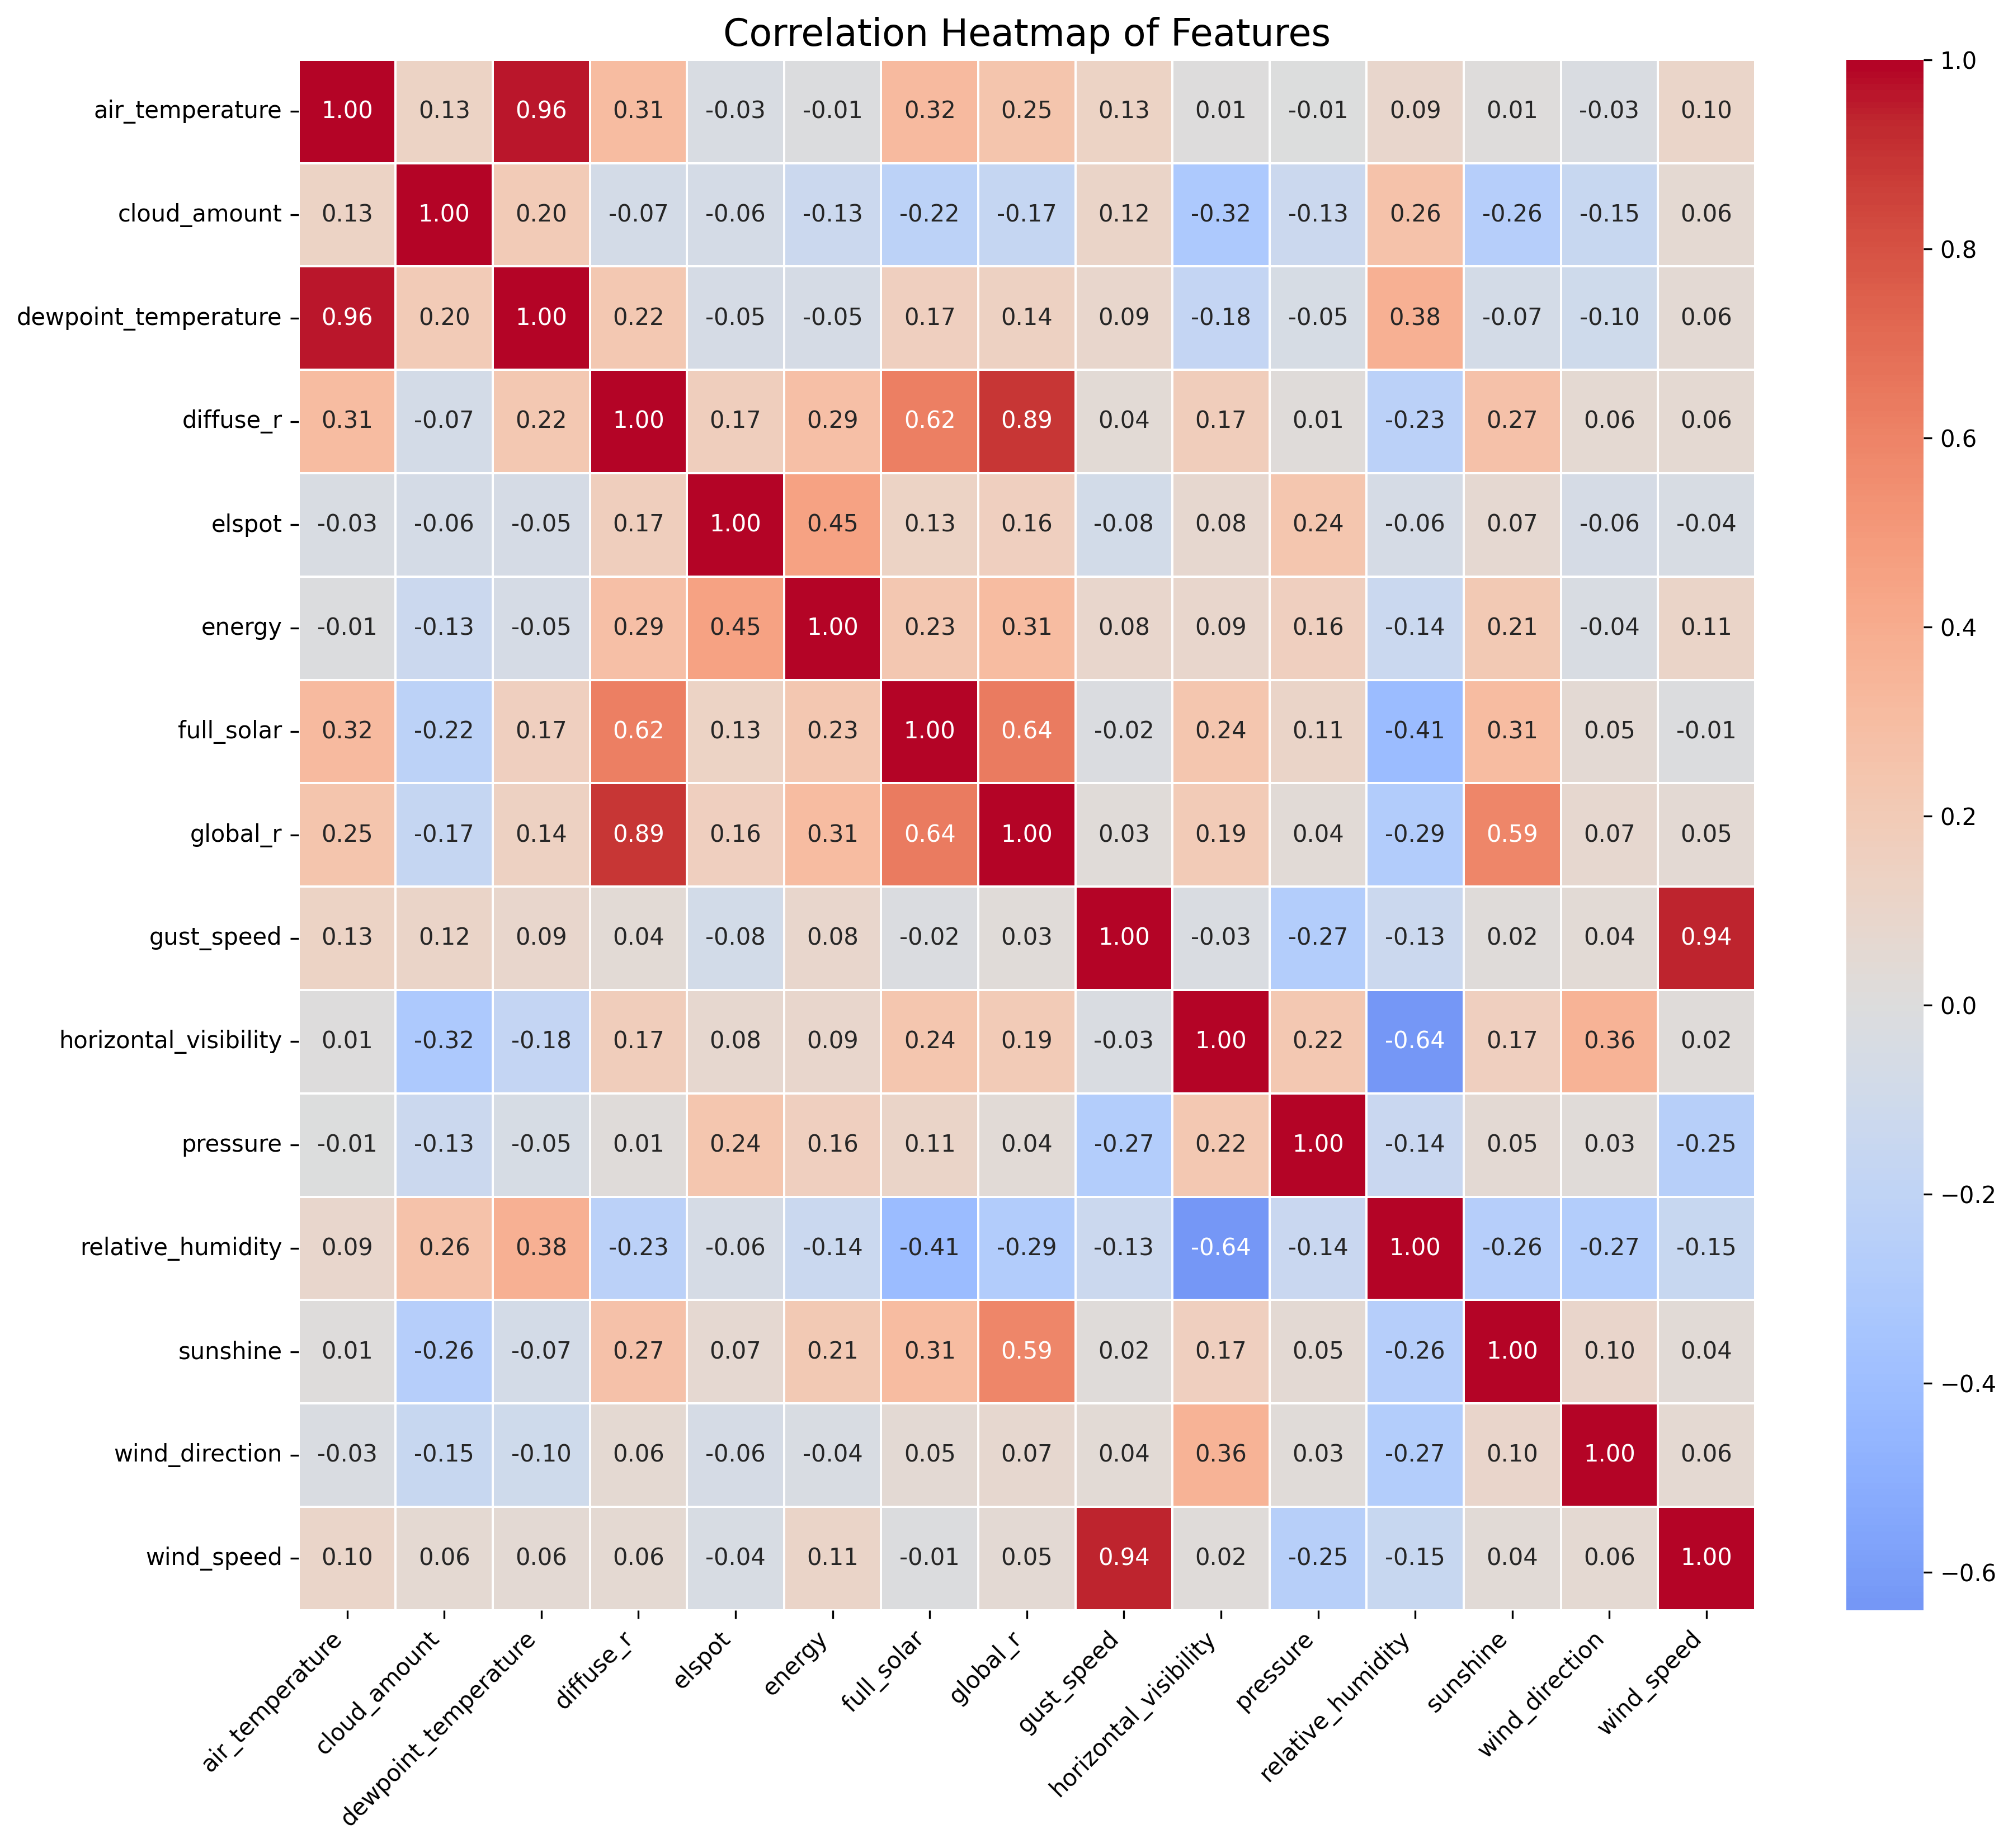 Correlation Heatmap of Features
air_temperature 1.00 0.13 0.96 0.31 -0.03 -0.01 0.32 0.25 0.13 0.01 -0.01 0.09 0.01 -0.03 0.10
cloud_amount 0.13 1.00 0.20 -0.07 -0.06 -0.13 -0.22 -0.17 0.12 -0.32 -0.13 0.26 -0.26 -0.15 0.06
dewpoint_temperature 0.96 0.20 1.00 0.22 -0.05 -0.05 0.17 0.14 0.09 -0.18 -0.05 0.38 -0.07 -0.10 0.06
diffuse_r 0.31 -0.07 0.22 1.00 0.17 0.29 0.62 0.89 0.04 0.17 0.01 -0.23 0.27 0.06 0.06
elspot -0.03 -0.06 -0.05 0.17 1.00 0.45 0.13 0.16 -0.08 0.08 0.24 -0.06 0.07 -0.06 -0.04
energy -0.01 -0.13 -0.05 0.29 0.45 1.00 0.23 0.31 0.08 0.09 0.16 -0.14 0.21 -0.04 0.11
full_solar 0.32 -0.22 0.17 0.62 0.13 0.23 1.00 0.64 -0.02 0.24 0.11 -0.41 0.31 0.05 -0.01
global_r 0.25 -0.17 0.14 0.89 0.16 0.31 0.64 1.00 0.03 0.19 0.04 -0.29 0.59 0.07 0.05
gust_speed 0.13 0.12 0.09 0.04 -0.08 0.08 -0.02 0.03 1.00 -0.03 -0.27 -0.13 0.02 0.04 0.94
horizontal_visibility 0.01 -0.32 -0.18 0.17 0.08 0.09 0.24 0.19 -0.03 1.00 0.22 -0.64 0.17 0.36 0.02
pressure -0.01 -0.13 -0.05 0.01 0.24 0.16 0.11 0.04 -0.27 0.22 1.00 -0.14 0.05 0.03 -0.25
relative_humidity 0.09 0.26 0.38 -0.23 -0.06 -0.14 -0.41 -0.29 -0.13 -0.64 -0.14 1.00 -0.26 -0.27 -0.15
sunshine 0.01 -0.26 -0.07 0.27 0.07 0.21 0.31 0.59 0.02 0.17 0.05 -0.26 1.00 0.10 0.04
wind_direction -0.03 -0.15 -0.10 0.06 -0.06 -0.04 0.05 0.07 0.04 0.36 0.03 -0.27 0.10 1.00 0.06
wind_speed 0.10 0.06 0.06 0.06 -0.04 0.11 -0.01 0.05 0.94 0.02 -0.25 -0.15 0.04 0.06 1.00
air_temperature
cloud_amount
dewpoint_temperature
diffuse_r
elspot
energy
full_solar
global_r
gust_speed
horizontal_visibility
pressure
relative_humidity
sunshine
wind_direction
wind_speed
1.0
0.8
0.6
0.4
0.2
0.0
−0.2
−0.4
−0.6